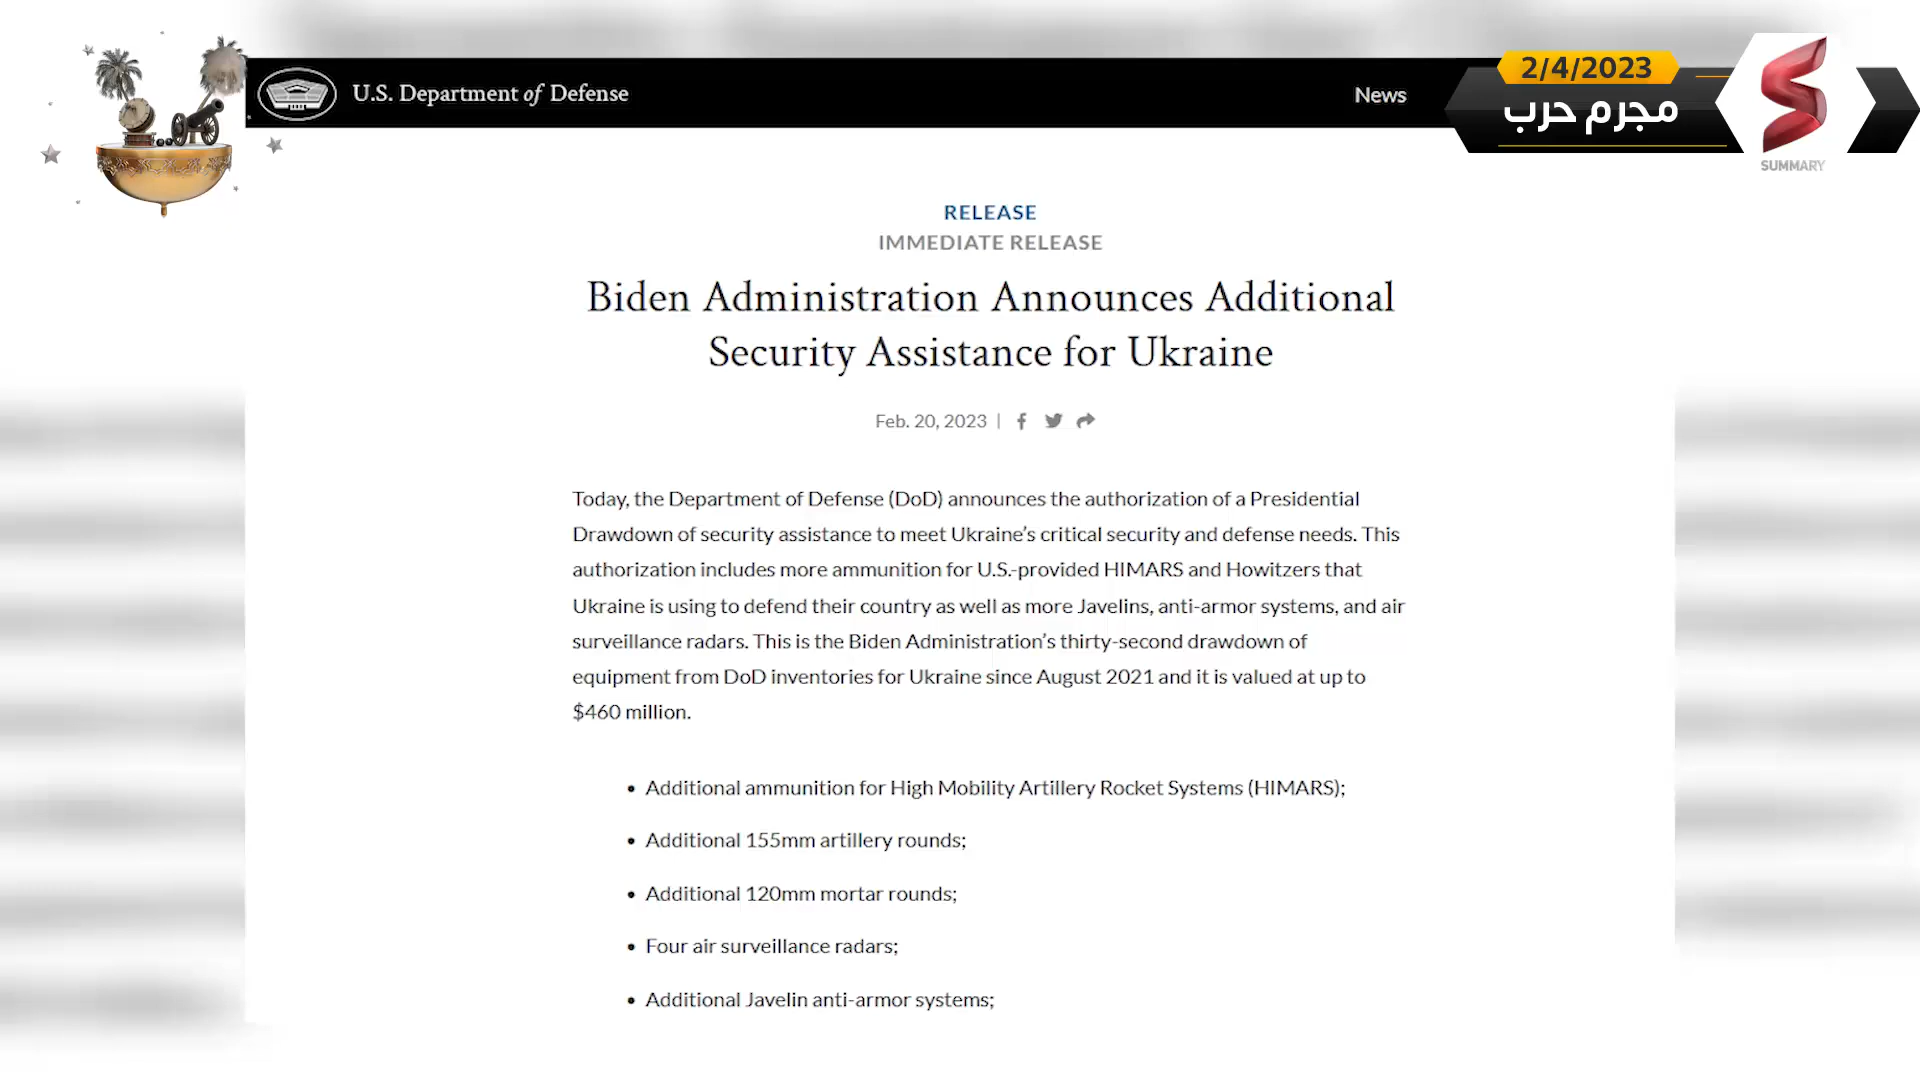 U.S. Department of Defense
News
2/4/2023
مجرم حرب
SUMMARY
RELEASE
IMMEDIATE RELEASE
Biden Administration Announces Additional
Security Assistance for Ukraine
Feb. 20, 2023 |
Today, the Department of Defense (DoD) announces the authorization of a Presidential
Drawdown of security assistance to meet Ukraine's critical security and defense needs. This
authorization includes more ammunition for U.S.-provided HIMARS and Howitzers that
Ukraine is using to defend their country as well as more Javelins, anti-armor systems, and air
surveillance radars. This is the Biden Administration's thirty-second drawdown of
equipment from DoD inventories for Ukraine since August 2021 and it is valued at up to
$460 million.
• Additional ammunition for High Mobility Artillery Rocket Systems (HIMARS);
• Additional 155mm artillery rounds;
• Additional 120mm mortar rounds;
• Four air surveillance radars;
• Additional Javelin anti-armor systems;